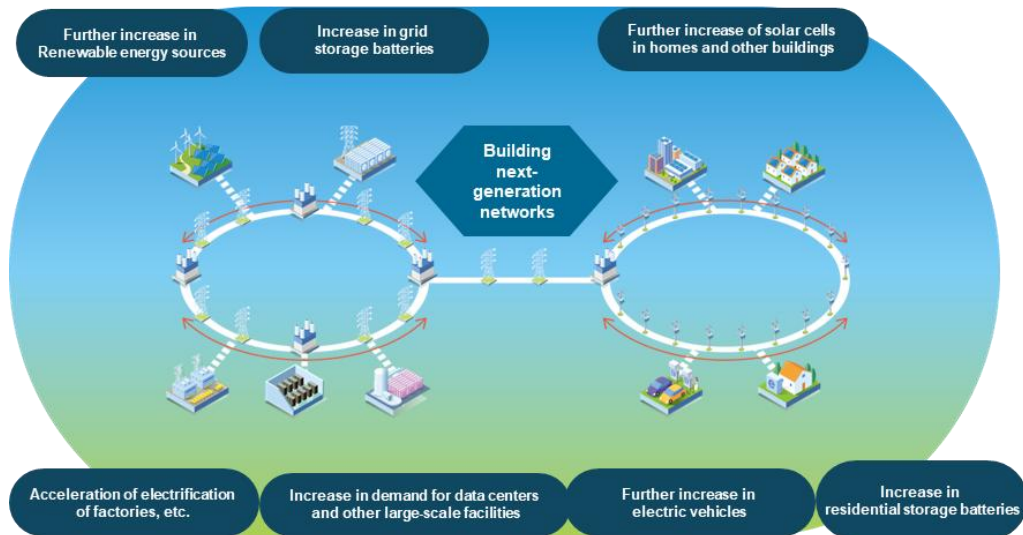 Further increase in
Renewable energy sources
Increase in grid
storage batteries
Further increase of solar cells
in homes and other buildings
Building
next-
generation
networks
Acceleration of electrification
of factories, etc.
Increase in demand for data centers
and other large-scale facilities
Further increase in
electric vehicles
Increase in
residential storage batteries